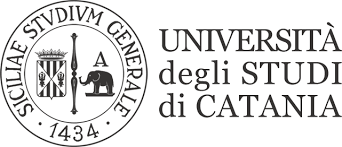 SICILIAE STVDIVM GENERALE
· 1434 ·
A
UNIVERSITÀ
degli STUDI
di CATANIA